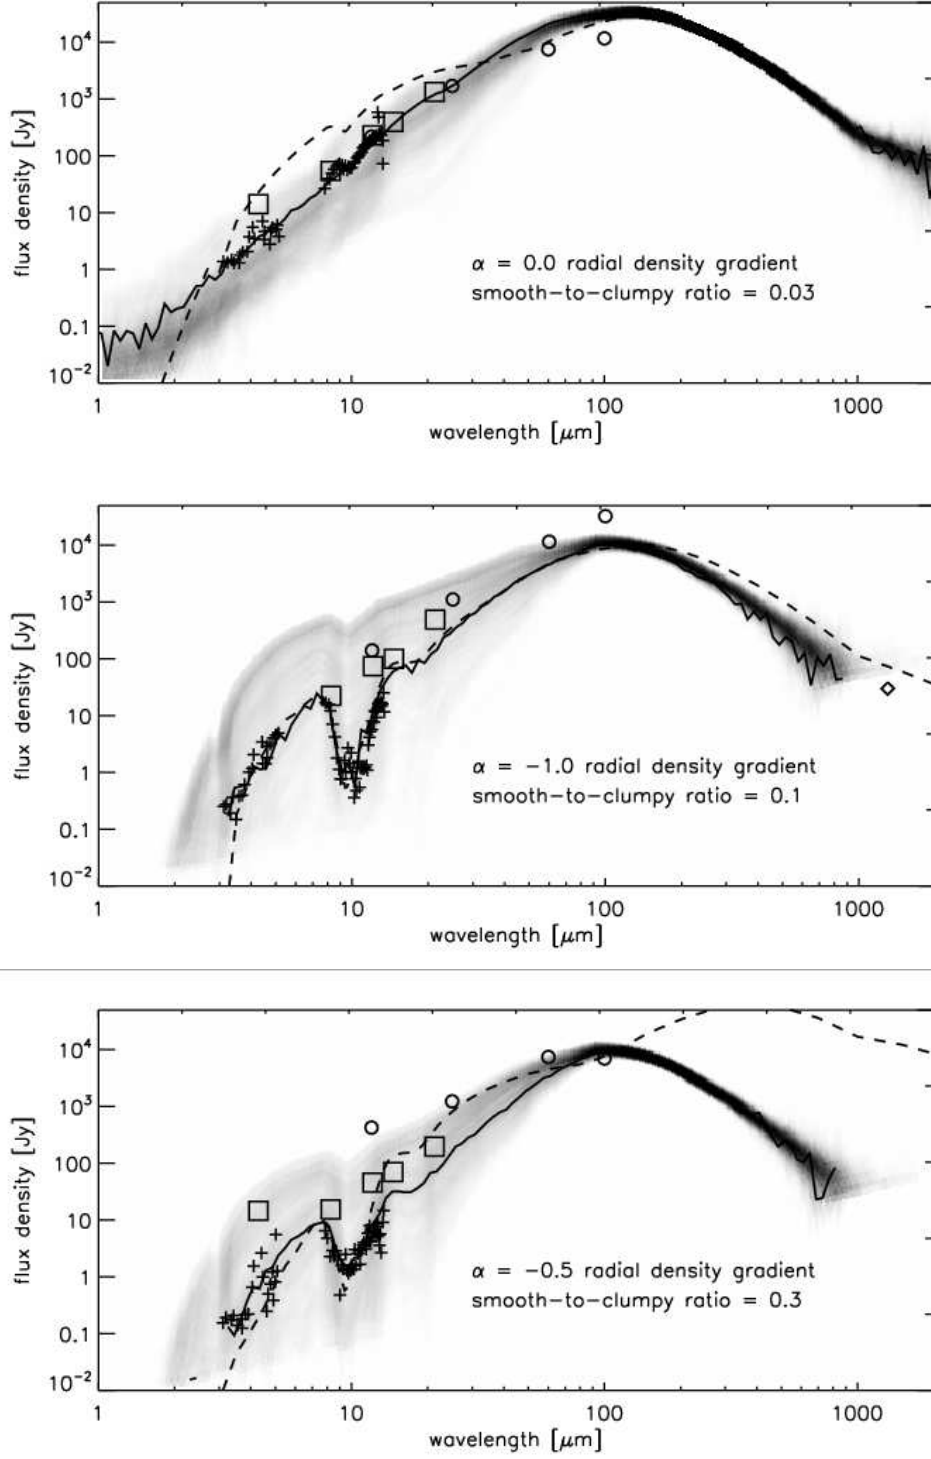 10⁴
10³
100
10
1
0.1
10⁻²
flux density [Jy]
α = 0.0 radial density gradient
smooth-to-clumpy ratio = 0.03
1 10 100 1000
wavelength [μm]
10⁴
10³
100
10
1
0.1
10⁻²
flux density [Jy]
α = -1.0 radial density gradient
smooth-to-clumpy ratio = 0.1
1 10 100 1000
wavelength [μm]
10⁴
10³
100
10
1
0.1
10⁻²
flux density [Jy]
α = -0.5 radial density gradient
smooth-to-clumpy ratio = 0.3
1 10 100 1000
wavelength [μm]